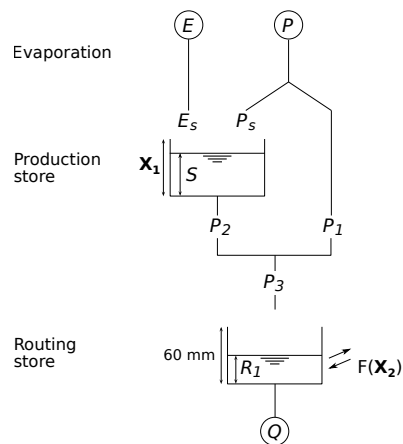 E P
Evaporation
Es Ps
Production
store
X1 S
P2 P1
P3
Routing
store
60 mm R1 F(X2)
Q